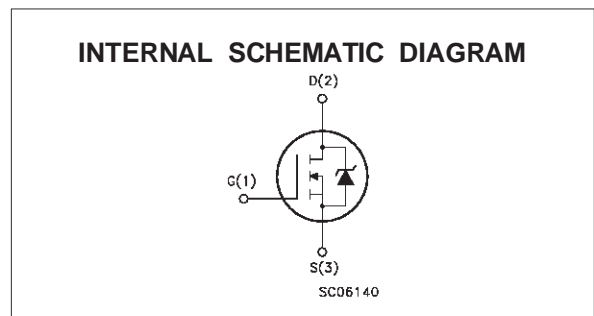 INTERNAL SCHEMATIC DIAGRAM
D(2)
G(1)
S(3)
SC06140